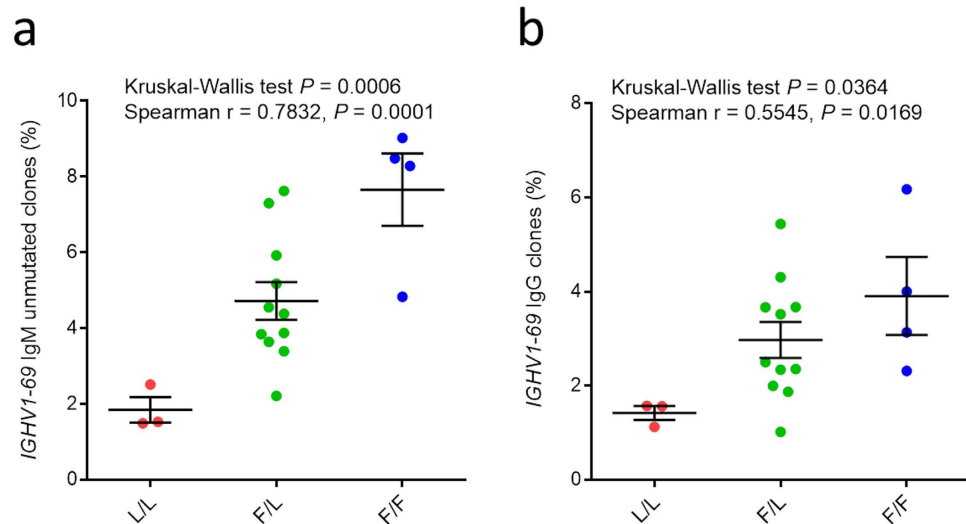 a
Kruskal-Wallis test P = 0.0006
Spearman r = 0.7832, P = 0.0001
IGHV1-69 IgM unmutated clones (%)
10
8
6
4
2
0
L/L
F/L
F/F
b
Kruskal-Wallis test P = 0.0364
Spearman r = 0.5545, P = 0.0169
IGHV1-69 IgG clones (%)
8
6
4
2
0
L/L
F/L
F/F